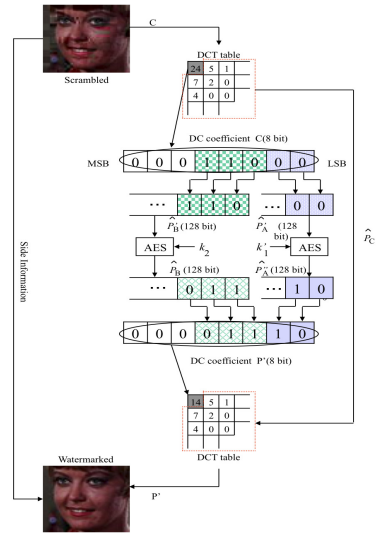 C
Scrambled
DCT table
24 5 1
7 2 0
4 0 0
DC coefficient C(8 bit)
MSB
LSB
0 0 0 1 1 0 0 0
... 1 1 0
... 0 0
P̂'B (128 bit)
P̂'A (128 bit)
AES
k2
k'1
AES
P̂B (128 bit)
P̂''A (128 bit)
... 0 1 1
... 1 0
0 0 0 0 1 1 1 0
DC coefficient P’(8 bit)
P̂C
Side Information
14 5 1
7 2 0
4 0 0
DCT table
Watermarked
P’